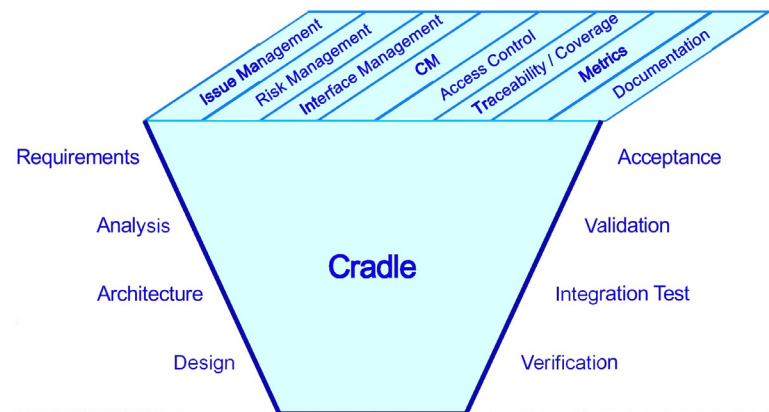 Issue Management
Risk Management
Interface Management
CM
Access Control
Traceability / Coverage
Metrics
Documentation
Requirements
Acceptance
Analysis
Validation
Cradle
Architecture
Integration Test
Design
Verification